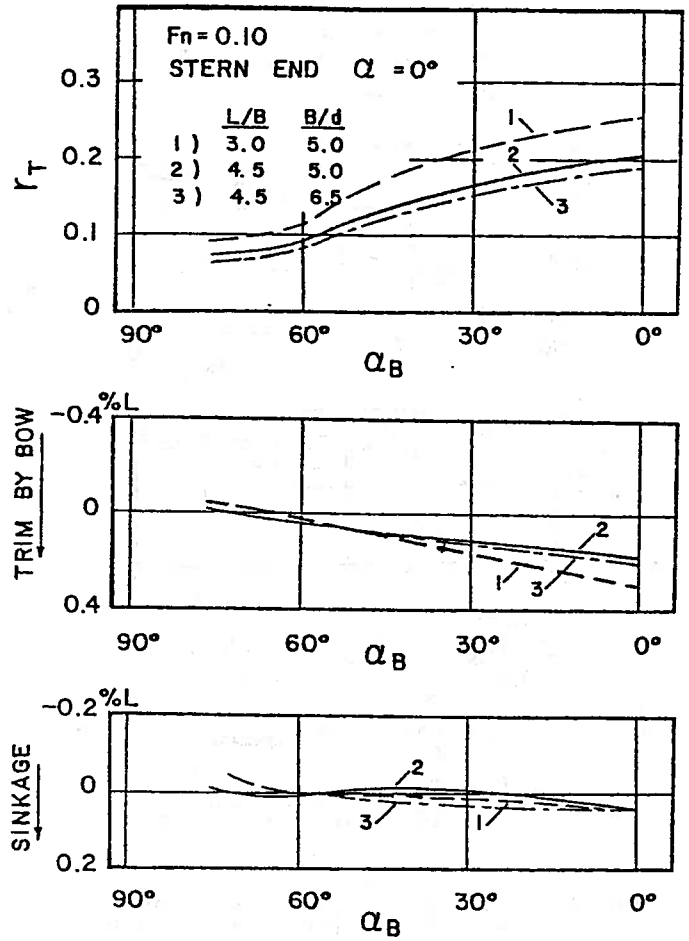 Fn = 0.10
STERN END α = 0°
L/B B/d
1) 3.0 5.0
2) 4.5 5.0
3) 4.5 6.5
0.3
0.2
0.1
0
r_T
1
2
3
90° 60° 30° 0°
α_B
-0.4 %L
0
0.4
TRIM BY BOW
2
1
3
90° 60° 30° 0°
α_B
-0.2 %L
0
0.2
SINKAGE
2
3
1
90° 60° 30° 0°
α_B